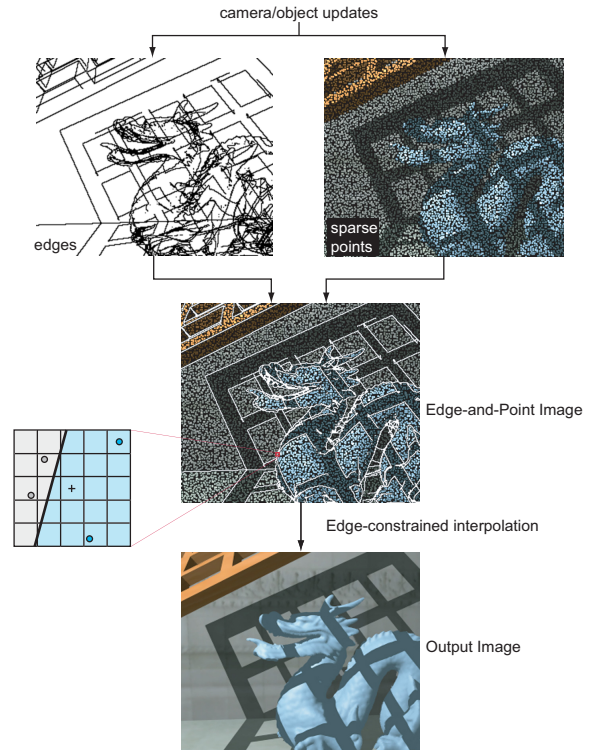 camera/object updates
edges
sparse
points
Edge-and-Point Image
Edge-constrained interpolation
Output Image